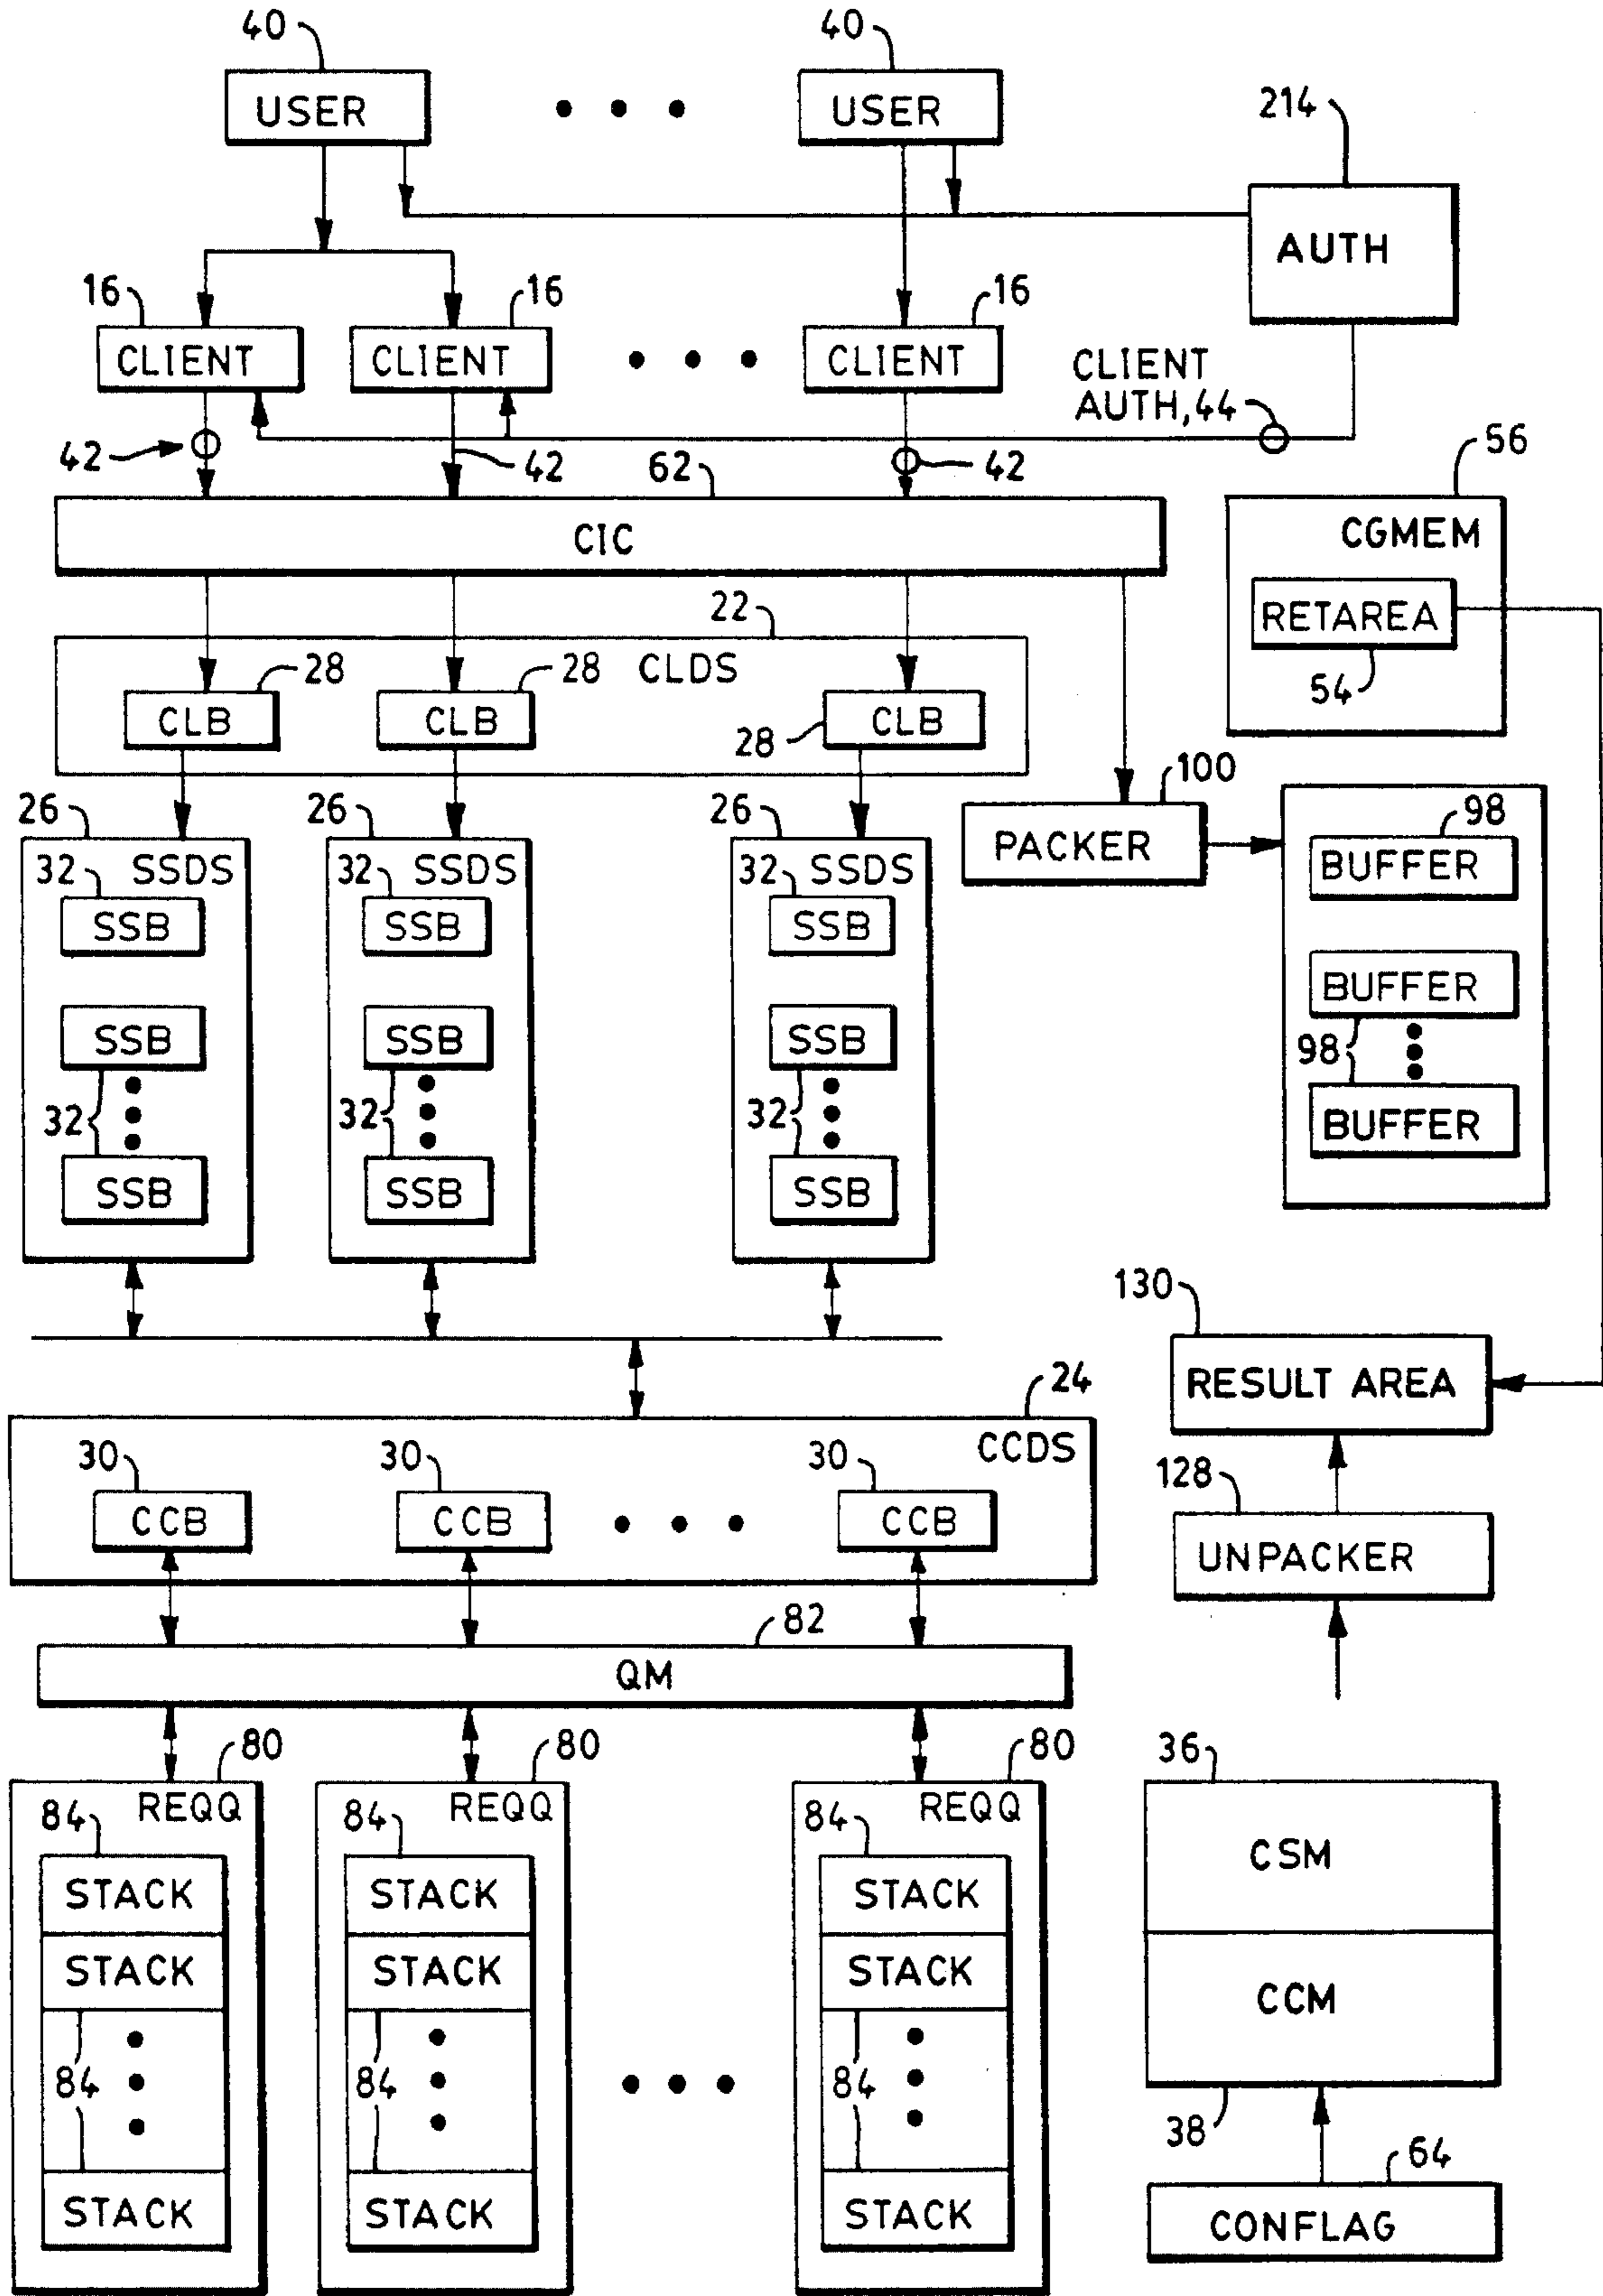 40 40
USER USER
214
AUTH
16 16 16
CLIENT CLIENT CLIENT
CLIENT
AUTH,44
42 42 42
62
CIC
56
CGMEM
RETAREA
54
22
CLDS
28 28 28
CLB CLB CLB
100
PACKER
98
BUFFER
BUFFER
98
BUFFER
26 26 26
32 SSDS 32 SSDS 32 SSDS
SSB SSB SSB
SSB SSB SSB
32 32 32
SSB SSB SSB
130
RESULT AREA
24
CCDS
30 30 30
CCB CCB CCB
128
UNPACKER
82
QM
80 80 80
REQQ REQQ REQQ
84 84 84
STACK STACK STACK
STACK STACK STACK
84 84 84
STACK STACK STACK
36
CSM
CCM
38
64
CONFLAG